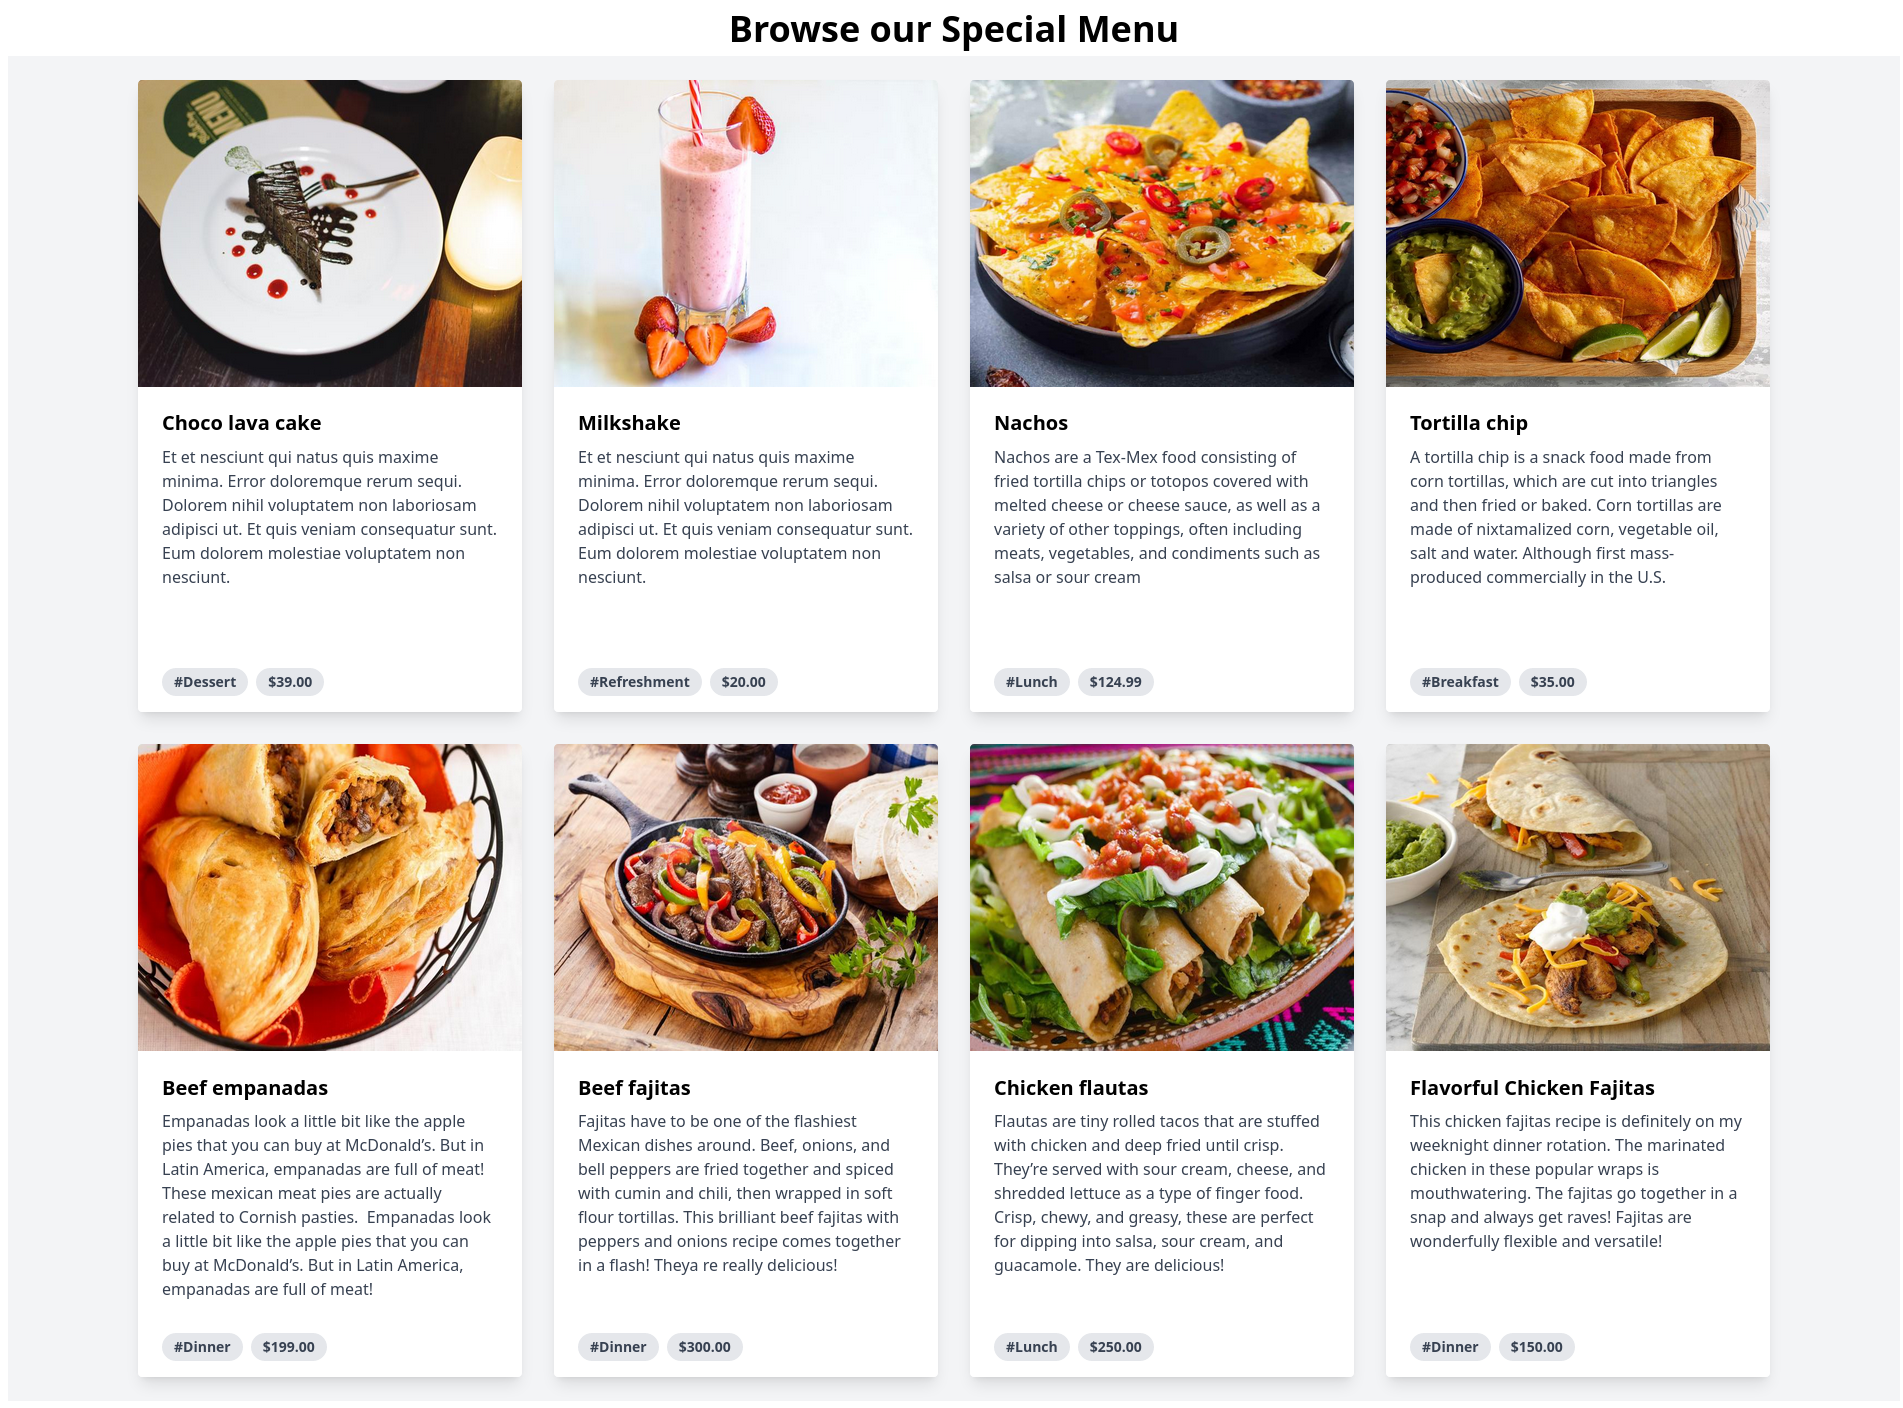 Browse our Special Menu
MENU
Choco lava cake
Et et nesciunt qui natus quis maxime
minima. Error doloremque rerum sequi.
Dolorem nihil voluptatem non laboriosam
adipisci ut. Et quis veniam consequatur sunt.
Eum dolorem molestiae voluptatem non
nesciunt.
#Dessert $39.00
Milkshake
Et et nesciunt qui natus quis maxime
minima. Error doloremque rerum sequi.
Dolorem nihil voluptatem non laboriosam
adipisci ut. Et quis veniam consequatur sunt.
Eum dolorem molestiae voluptatem non
nesciunt.
#Refreshment $20.00
Nachos
Nachos are a Tex-Mex food consisting of
fried tortilla chips or totopos covered with
melted cheese or cheese sauce, as well as a
variety of other toppings, often including
meats, vegetables, and condiments such as
salsa or sour cream
#Lunch $124.99
Tortilla chip
A tortilla chip is a snack food made from
corn tortillas, which are cut into triangles
and then fried or baked. Corn tortillas are
made of nixtamalized corn, vegetable oil,
salt and water. Although first mass-
produced commercially in the U.S.
#Breakfast $35.00
Beef empanadas
Empanadas look a little bit like the apple
pies that you can buy at McDonald’s. But in
Latin America, empanadas are full of meat!
These mexican meat pies are actually
related to Cornish pasties.  Empanadas look
a little bit like the apple pies that you can
buy at McDonald’s. But in Latin America,
empanadas are full of meat!
#Dinner $199.00
Beef fajitas
Fajitas have to be one of the flashiest
Mexican dishes around. Beef, onions, and
bell peppers are fried together and spiced
with cumin and chili, then wrapped in soft
flour tortillas. This brilliant beef fajitas with
peppers and onions recipe comes together
in a flash! Theya re really delicious!
#Dinner $300.00
Chicken flautas
Flautas are tiny rolled tacos that are stuffed
with chicken and deep fried until crisp.
They’re served with sour cream, cheese, and
shredded lettuce as a type of finger food.
Crisp, chewy, and greasy, these are perfect
for dipping into salsa, sour cream, and
guacamole. They are delicious!
#Lunch $250.00
Flavorful Chicken Fajitas
This chicken fajitas recipe is definitely on my
weeknight dinner rotation. The marinated
chicken in these popular wraps is
mouthwatering. The fajitas go together in a
snap and always get raves! Fajitas are
wonderfully flexible and versatile!
#Dinner $150.00